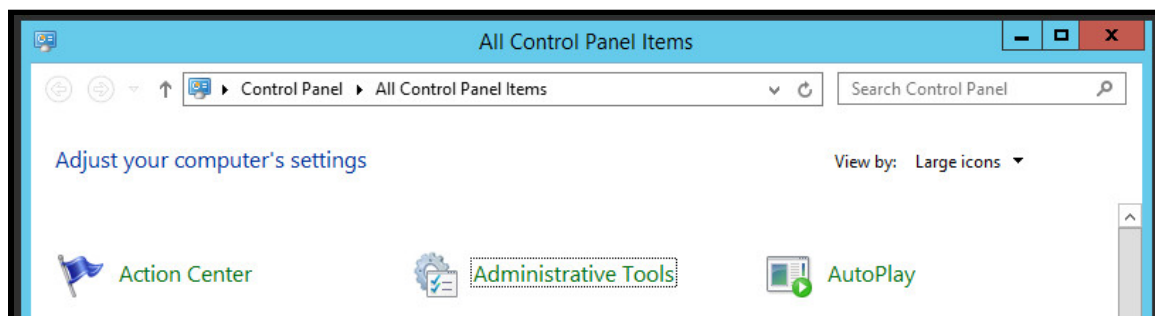 All Control Panel Items
Control Panel All Control Panel Items Search Control Panel
Adjust your computer's settings View by: Large icons
Action Center Administrative Tools AutoPlay